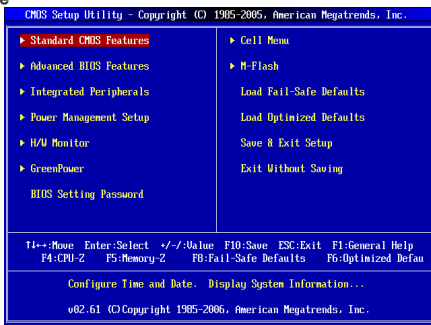 e
CMOS Setup Utility - Copyright (C) 1985-2005, American Megatrends, Inc.
▶ Standard CMOS Features
▶ Advanced BIOS Features
▶ Integrated Peripherals
▶ Power Management Setup
▶ H/W Monitor
▶ GreenPower
BIOS Setting Password
▶ Cell Menu
▶ M-Flash
Load Fail-Safe Defaults
Load Optimized Defaults
Save & Exit Setup
Exit Without Saving
↑↓←→:Move Enter:Select +/-/:Value F10:Save ESC:Exit F1:General Help
F4:CPU-Z F5:Memory-Z F8:Fail-Safe Defaults F6:Optimized Defau
Configure Time and Date. Display System Information...
v02.61 (C)Copyright 1985-2006, American Megatrends, Inc.